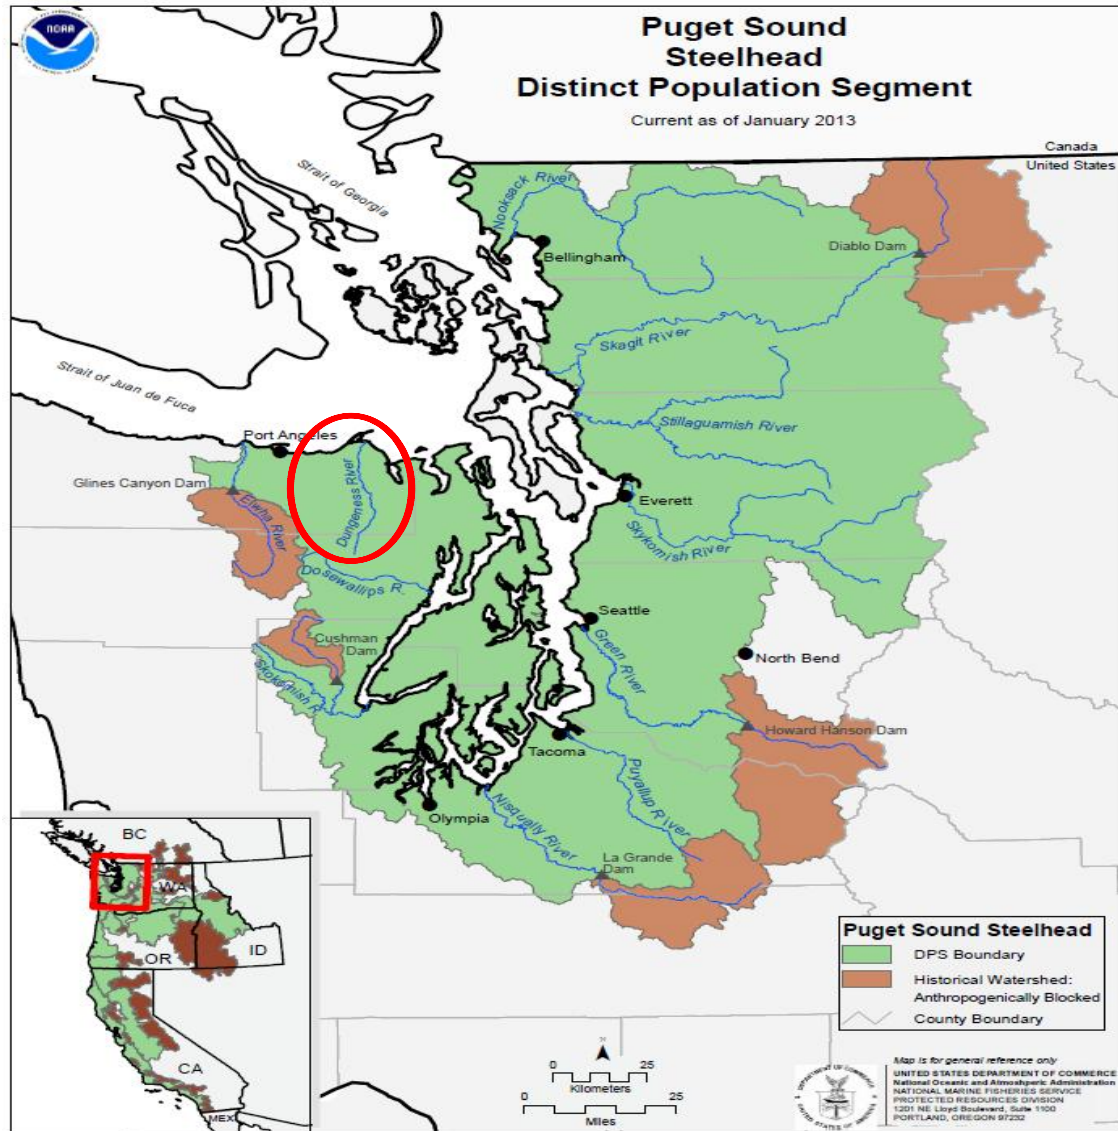 NOAA
Puget Sound
Steelhead
Distinct Population Segment
Current as of January 2013
Canada
United States
Strait of Georgia
Nooksack River
Bellingham
Diablo Dam
Skagit River
Strait of Juan de Fuca
Stillaguamish River
Port Angeles
Glines Canyon Dam
Elwha River
Dungeness River
Everett
Skykomish River
Dosewallips R.
Seattle
Cushman
Dam
Green River
North Bend
Skokomish R.
Howard Hanson Dam
Tacoma
Puyallup River
Olympia
Nisqually River
La Grande
Dam
BC
WA
OR
ID
CA
MEX
Puget Sound Steelhead
DPS Boundary
Historical Watershed:
Anthropogenically Blocked
County Boundary
N
25 0 25
Kilometers
25 0 25
Miles
Map is for general reference only
UNITED STATES DEPARTMENT OF COMMERCE
National Oceanic and Atmoshperic Administration
NATIONAL MARINE FISHERIES SERVICE
PROTECTED RESOURCES DIVISION
1201 NE Lloyd Boulevard, Suite 1100
PORTLAND, OREGON 97232